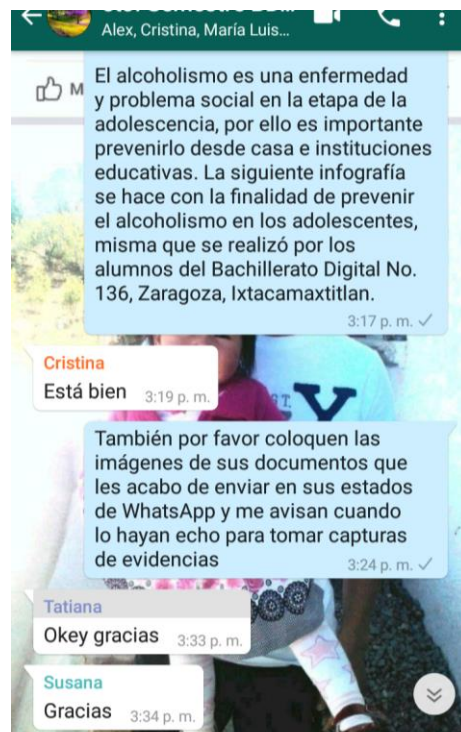 Alex, Cristina, María Luis...
M
El alcoholismo es una enfermedad
y problema social en la etapa de la
adolescencia, por ello es importante
prevenirlo desde casa e instituciones
educativas. La siguiente infografía
se hace con la finalidad de prevenir
el alcoholismo en los adolescentes,
misma que se realizó por los
alumnos del Bachillerato Digital No.
136, Zaragoza, Ixtacamaxtitlan.
3:17 p. m.
Cristina
Está bien 3:19 p. m.
También por favor coloquen las
imágenes de sus documentos que
les acabo de enviar en sus estados
de WhatsApp y me avisan cuando
lo hayan echo para tomar capturas
de evidencias 3:24 p. m.
Tatiana
Okey gracias 3:33 p. m.
Susana
Gracias 3:34 p. m.